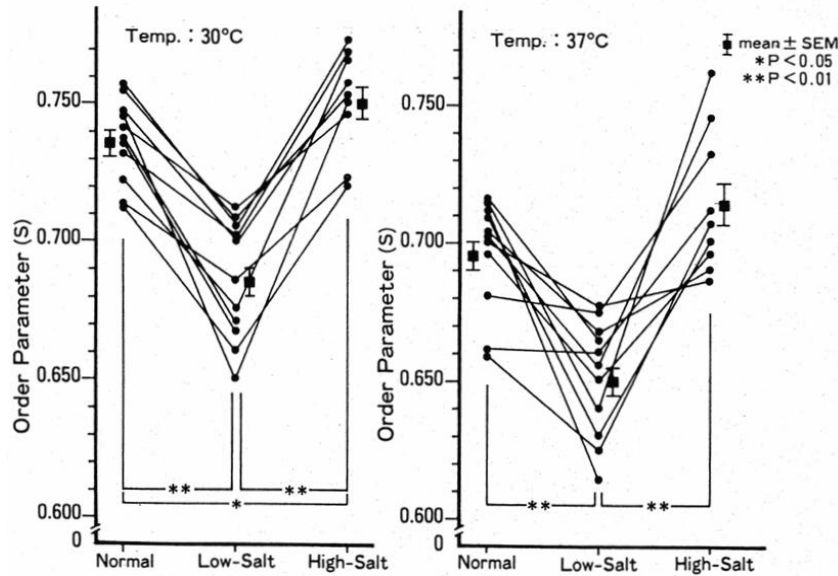 Temp. : 30°C
Order Parameter (S)
0.750
0.700
0.650
0.600
0
**
**
*
Normal
Low-Salt
High-Salt
Temp. : 37°C
mean ± SEM
*P<0.05
**P<0.01
Order Parameter (S)
0.750
0.700
0.650
0.600
0
**
**
Normal
Low-Salt
High-Salt